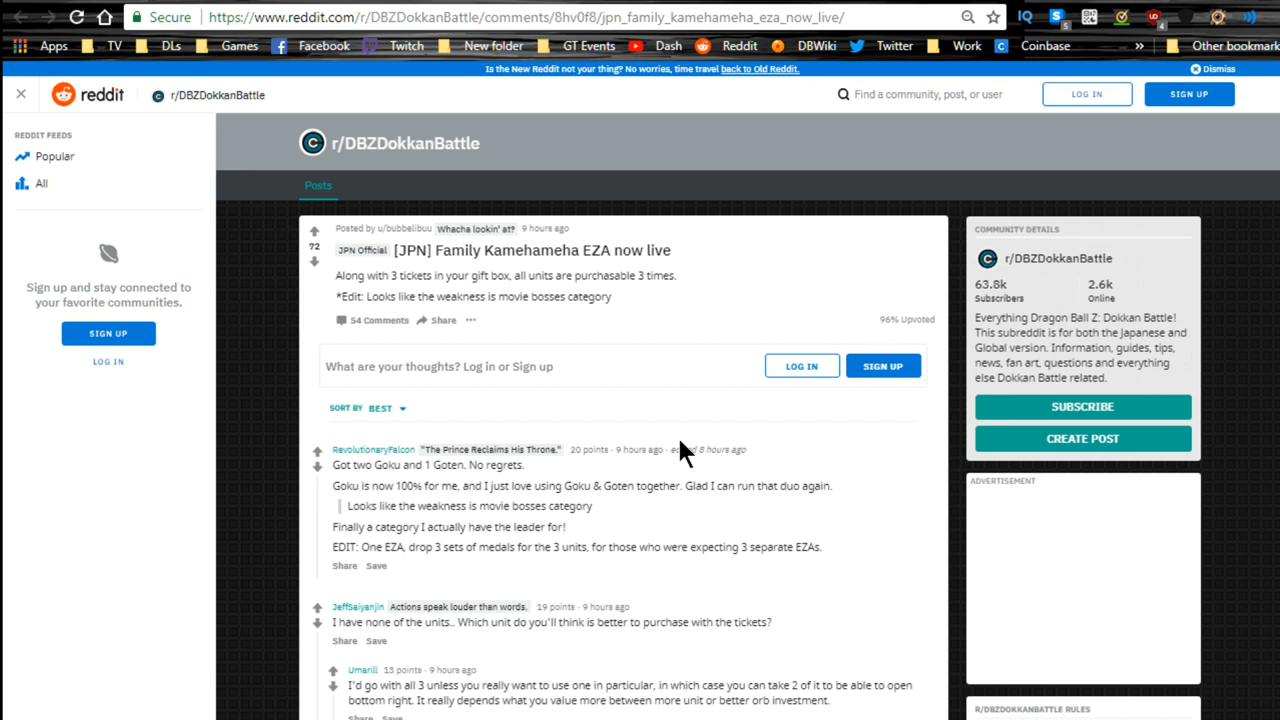 Secure https://www.reddit.com/r/DBZDokkanBattle/comments/8hv0f8/jpn_family_kamehameha_eza_now_live/
Apps TV DLs Games Facebook Twitch New folder GT Events Dash Reddit DBWiki Twitter Work Coinbase » Other bookmark
Is the New Reddit not your thing? No worries, time travel back to Old Reddit. Dismiss
reddit r/DBZDokkanBattle Find a community, post, or user LOG IN SIGN UP
REDDIT FEEDS
Popular
All
Sign up and stay connected to
your favorite communities.
SIGN UP
LOG IN
r/DBZDokkanBattle
Posts
Posted by u/bubbelibuu Whacha lookin' at? 9 hours ago
72
JPN Official [JPN] Family Kamehameha EZA now live
Along with 3 tickets in your gift box, all units are purchasable 3 times.
*Edit: Looks like the weakness is movie bosses category
54 Comments Share ••• 96% Upvoted
What are your thoughts? Log in or Sign up LOG IN SIGN UP
SORT BY BEST
RevolutionaryFalcon "The Prince Reclaims His Throne." 20 points · 9 hours ago · 8 hours ago
Got two Goku and 1 Goten. No regrets.
Goku is now 100% for me, and I just love using Goku & Goten together. Glad I can run that duo again.
Looks like the weakness is movie bosses category
Finally a category I actually have the leader for!
EDIT: One EZA, drop 3 sets of medals for the 3 units, for those who were expecting 3 separate EZAs.
Share Save
JeffSaiyanjin Actions speak louder than words. 19 points · 9 hours ago
I have none of the units.. Which unit do you'll think is better to purchase with the tickets?
Share Save
Umarill 13 points · 9 hours ago
I'd go with all 3 unless you really want to use one in particular, in which case you can take 2 of it to be able to open
bottom right. It really depends what you value more between more unit or better orb investment.
Share Save
COMMUNITY DETAILS
r/DBZDokkanBattle
63.8k 2.6k
Subscribers Online
Everything Dragon Ball Z: Dokkan Battle!
This subreddit is for both the Japanese and
Global version. Information, guides, tips,
news, fan art, questions and everything
else Dokkan Battle related.
SUBSCRIBE
CREATE POST
ADVERTISEMENT
R/DBZDOKKANBATTLE RULES